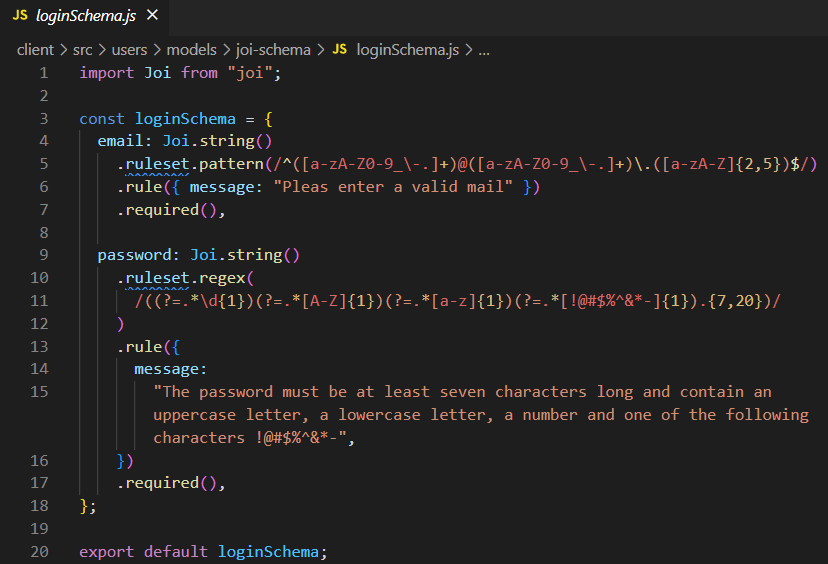 JS loginSchema.js ×
client > src > users > models > joi-schema > JS loginSchema.js > ...
1 import Joi from "joi";
2
3 const loginSchema = {
4 email: Joi.string()
5 .ruleset.pattern(/^([a-zA-Z0-9_\-.]+)@([a-zA-Z0-9_\-.]+)\.([a-zA-Z]{2,5})$/)
6 .rule({ message: "Pleas enter a valid mail" })
7 .required(),
8
9 password: Joi.string()
10 .ruleset.regex(
11 /((?=.*\d{1})(?=.*[A-Z]{1})(?=.*[a-z]{1})(?=.*[!@#$%^&*-]{1}).{7,20})/
12 )
13 .rule({
14 message:
15 "The password must be at least seven characters long and contain an
uppercase letter, a lowercase letter, a number and one of the following
characters !@#$%^&*-",
16 })
17 .required(),
18 };
19
20 export default loginSchema;